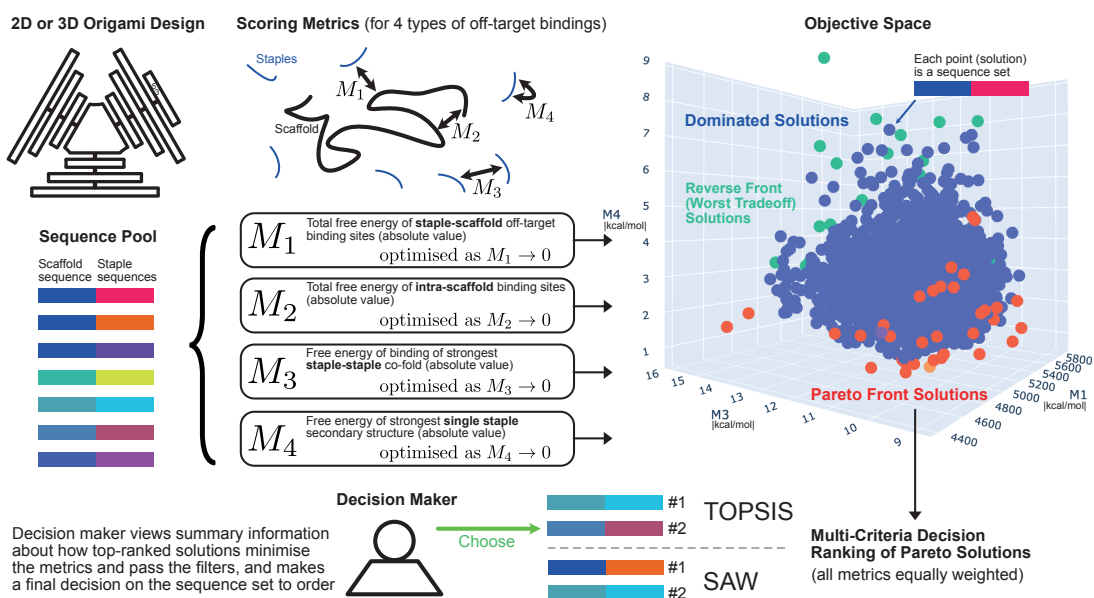 2D or 3D Origami Design
Scoring Metrics (for 4 types of off-target bindings)
Objective Space
Staples
Scaffold
M1
M2
M3
M4
Sequence Pool
Scaffold sequence
Staple sequences
M1
Total free energy of staple-scaffold off-target
binding sites (absolute value)
optimised as M1 → 0
M2
Total free energy of intra-scaffold binding sites
(absolute value)
optimised as M2 → 0
M3
Free energy of binding of strongest
staple-staple co-fold (absolute value)
optimised as M3 → 0
M4
Free energy of strongest single staple
secondary structure (absolute value)
optimised as M4 → 0
Each point (solution)
is a sequence set
Dominated Solutions
Reverse Front
(Worst Tradeoff)
Solutions
Pareto Front Solutions
M4
|kcal/mol|
9
8
7
6
5
4
3
2
1
16
15
14
13
12
11
10
9
M3
|kcal/mol|
5800
5600
5400
5200
5000
4800
4600
4400
M1
|kcal/mol|
Decision Maker
Decision maker views summary information
about how top-ranked solutions minimise
the metrics and pass the filters, and makes
a final decision on the sequence set to order
Choose
#1
#2
TOPSIS
#1
#2
SAW
Multi-Criteria Decision
Ranking of Pareto Solutions
(all metrics equally weighted)